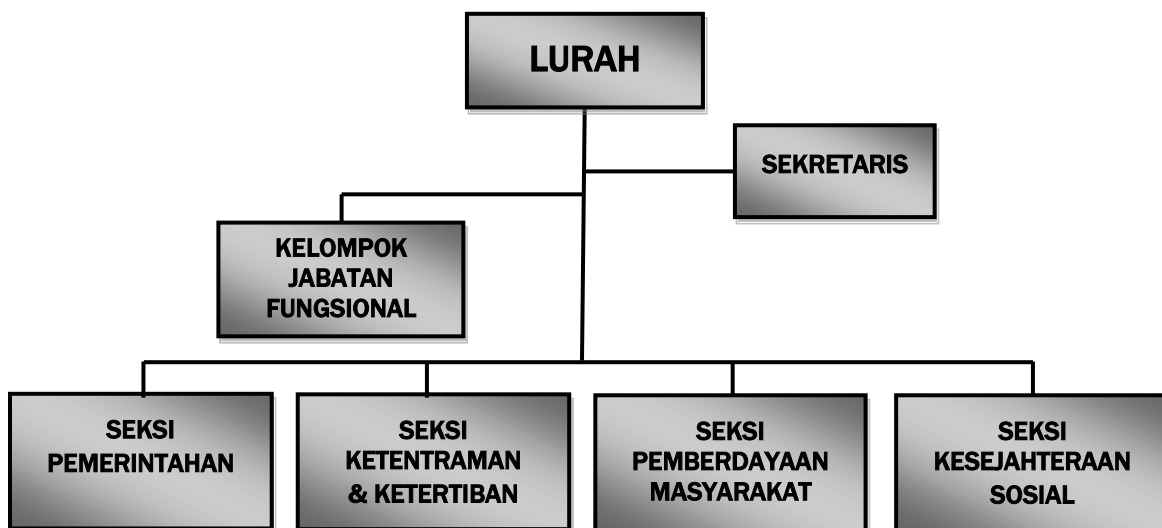 LURAH
SEKRETARIS
KELOMPOK
JABATAN
FUNGSIONAL
SEKSI
PEMERINTAHAN
SEKSI
KETENTRAMAN
& KETERTIBAN
SEKSI
PEMBERDAYAAN
MASYARAKAT
SEKSI
KESEJAHTERAAN
SOSIAL